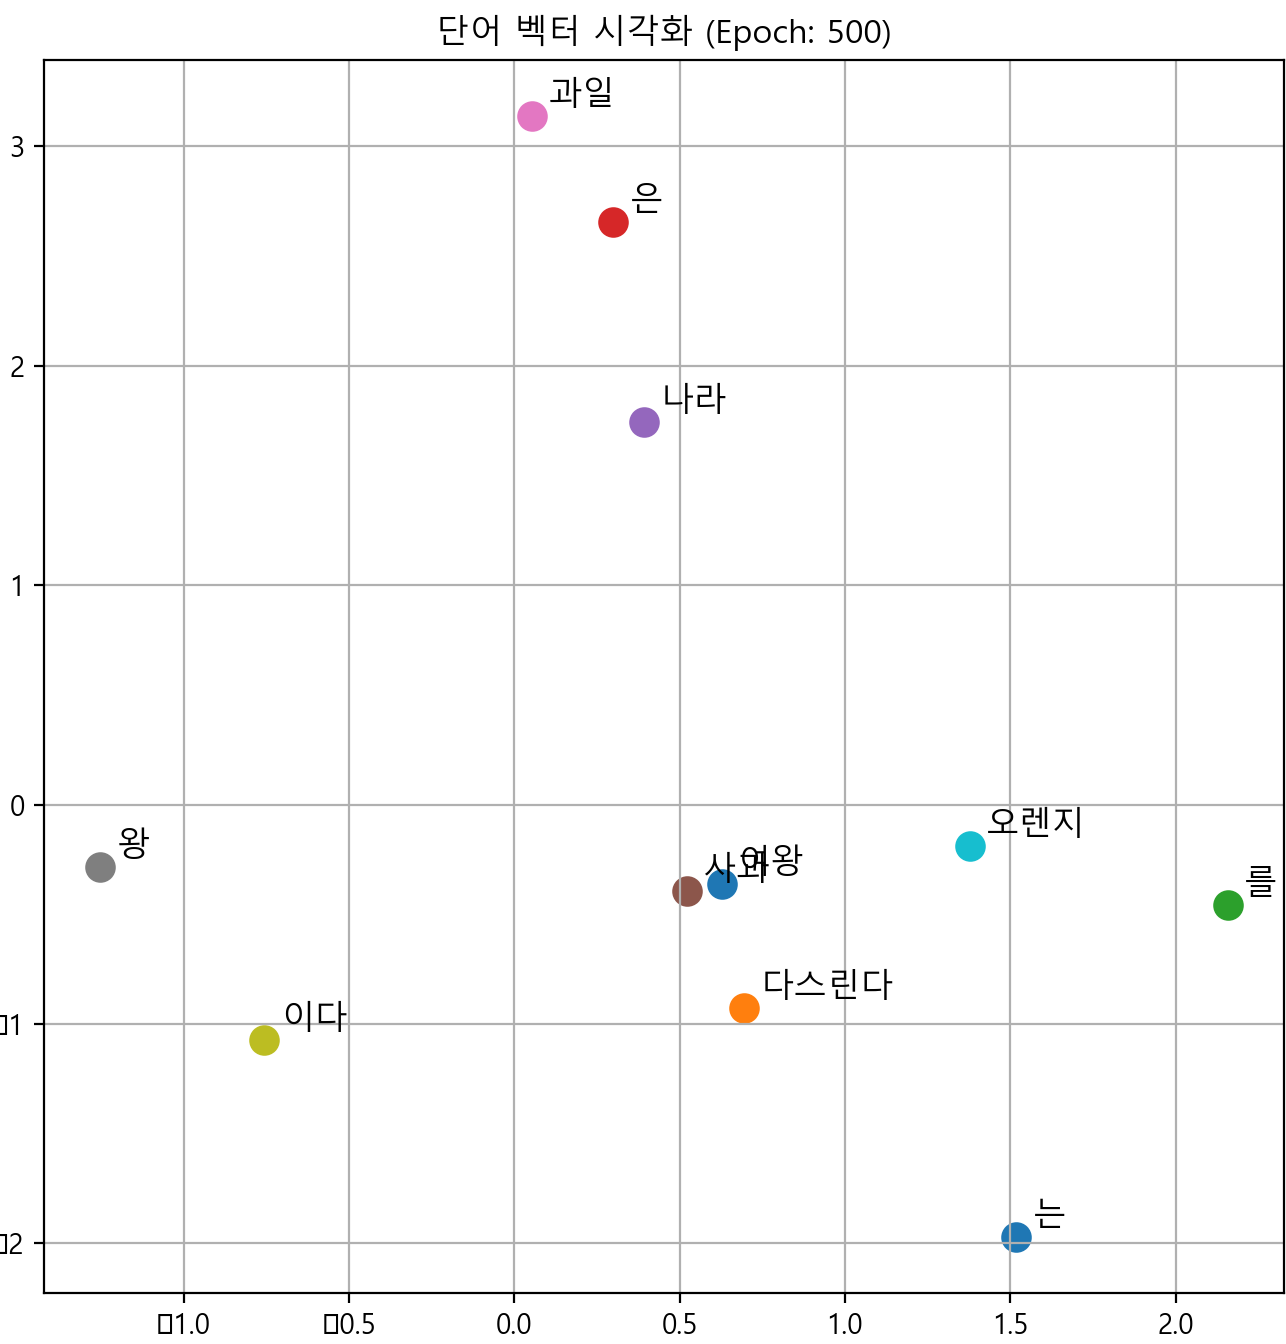 단어 벡터 시각화 (Epoch: 500)
과일
3
은
나라
2
1
0
오렌지
왕
사과
여왕
를
다스린다
이다
□1
는
□2
□1.0 □0.5 0.0 0.5 1.0 1.5 2.0